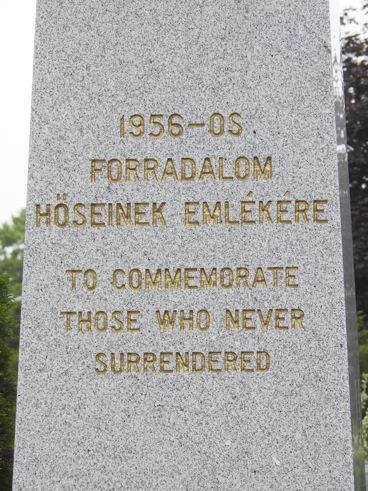 1956-OS
FORRADALOM
HŐSEINEK EMLÉKÉRE
TO COMMEMORATE
THOSE WHO NEVER
SURRENDERED